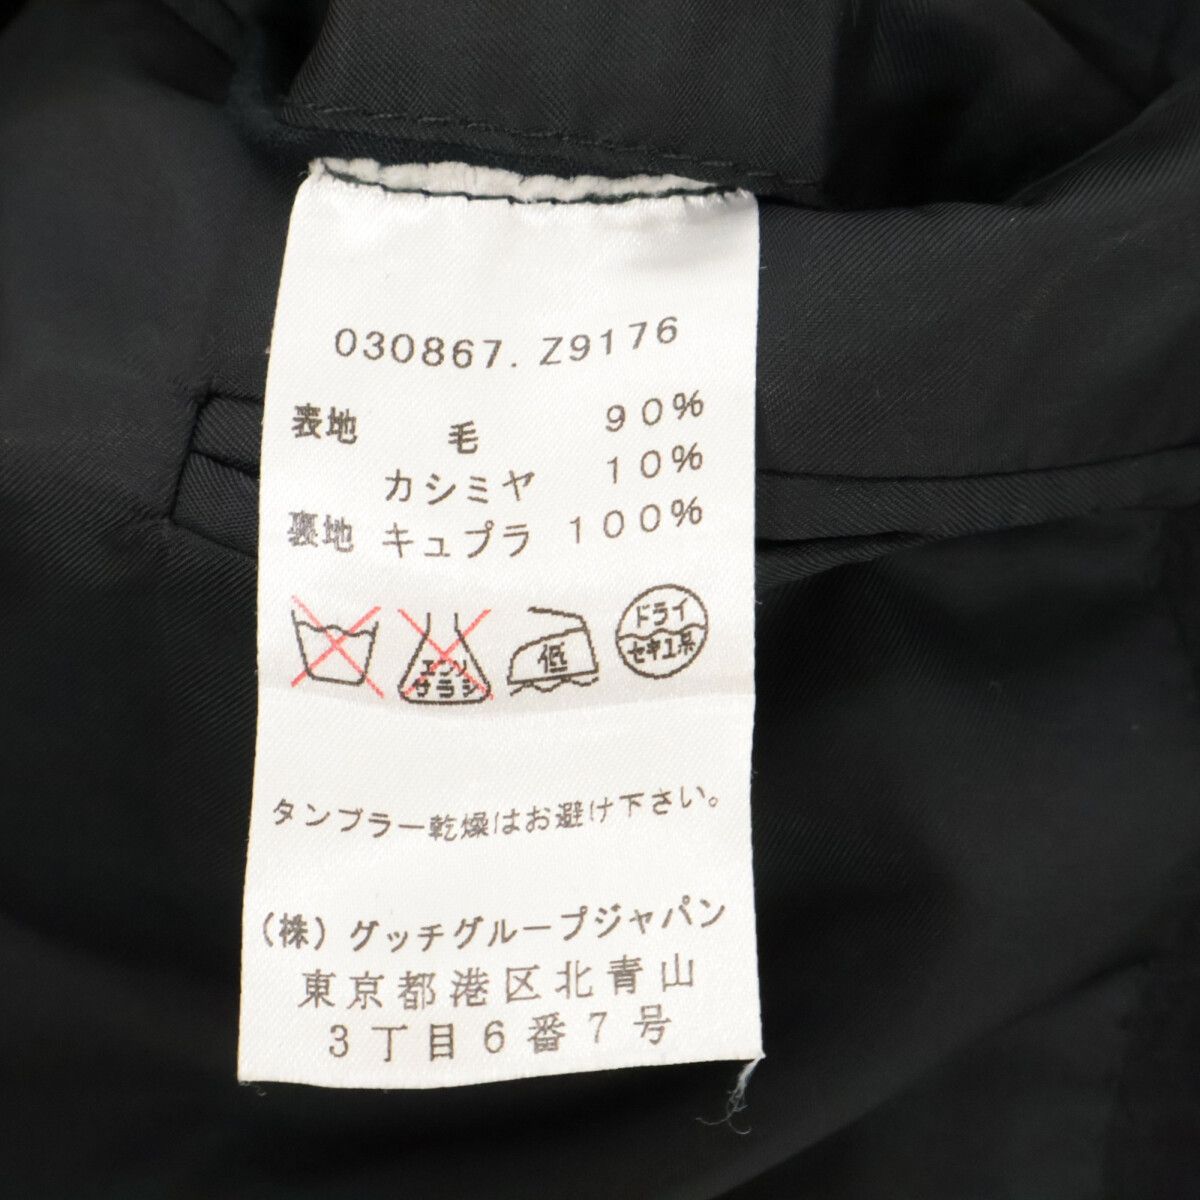 030867. Z9176
表地 毛 90%
カシミヤ 10%
裏地 キュプラ 100%
エンソ
サラシ
低
ドライ
セキユ系
タンブラー乾燥はお避け下さい。
(株)グッチグループジャパン
東京都港区北青山
3丁目6番7号